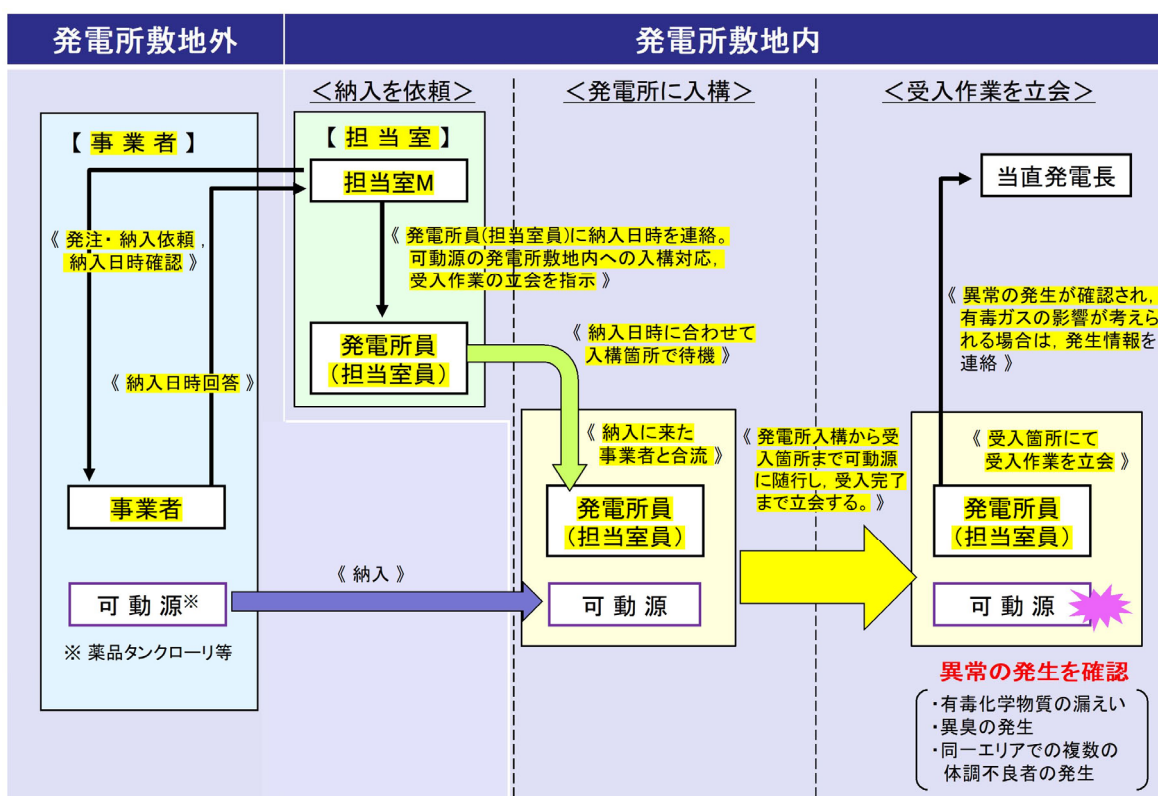 発電所敷地外
発電所敷地内
＜納入を依頼＞
＜発電所に入構＞
＜受入作業を立会＞
【 事 業 者 】
【 担 当 室 】
担当室M
当直発電長
《 発注・納入依頼，
納入日時確認 》
《 発電所員(担当室員)に納入日時を連絡。
可動源の発電所敷地内への入構対応，
受入作業の立会を指示 》
《 異常の発生が確認され，
有毒ガスの影響が考えら
れる場合は，発生情報を
連絡 》
発電所員
（担当室員）
《 納入日時に合わせて
入構箇所で待機 》
《 納入日時回答 》
《 納入に来た
事業者と合流 》
《 発電所入構から受
入箇所まで可動源
に随行し，受入完了
まで立会する。 》
《 受入箇所にて
受入作業を立会 》
事業者
発電所員
（担当室員）
発電所員
（担当室員）
《 納入 》
可 動 源※
可 動 源
可 動 源
※ 薬品タンクローリ等
異常の発生を確認
・有毒化学物質の漏えい
・異臭の発生
・同一エリアでの複数の
体調不良者の発生